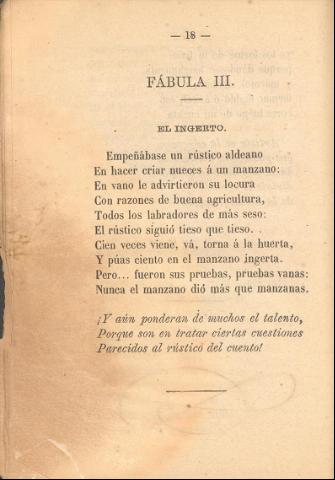 — 18 —
FÁBULA III.
EL INGERTO.
Empeñábase un rústico aldeano
En hacer criar nueces á un manzano:
En vano le advirtieron su locura
Con razones de buena agricultura,
Todos los labradores de más seso:
El rústico siguió tieso que tieso.
Cien veces viene, vá, torna á la huerta,
Y púas ciento en el manzano ingerta.
Pero... fueron sus pruebas, pruebas vanas:
Nunca el manzano dió más que manzanas.
¡Y aún ponderan de muchos el talento,
Porque son en tratar ciertas cuestiones
Parecidos al rústico del cuento!